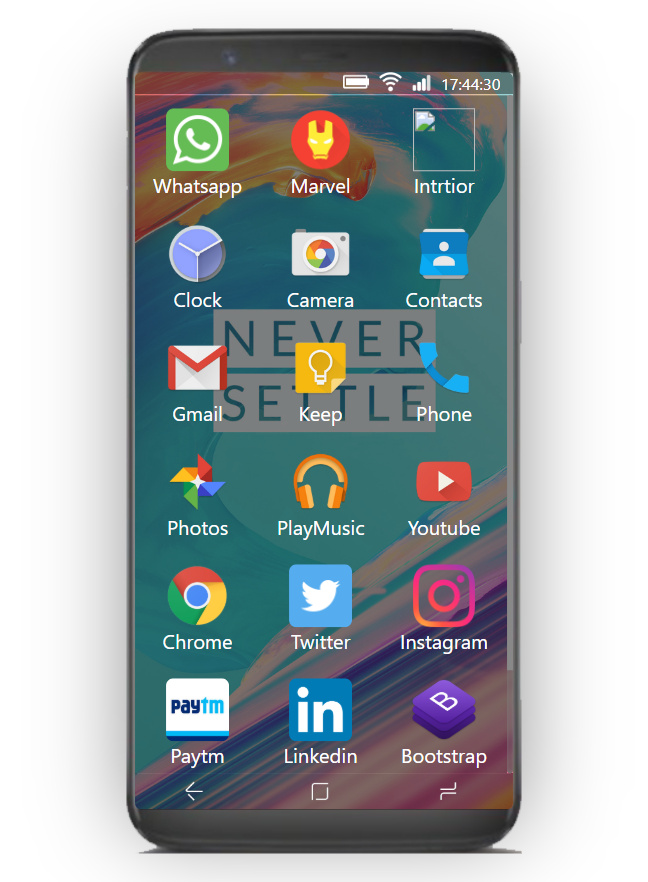 17:44:30
Whatsapp Marvel Intrtior
Clock Camera Contacts
NEVER
Gmail Keep Phone
SETTLE
paytm in B
Photos PlayMusic Youtube
Chrome Twitter Instagram
Paytm Linkedin Bootstrap